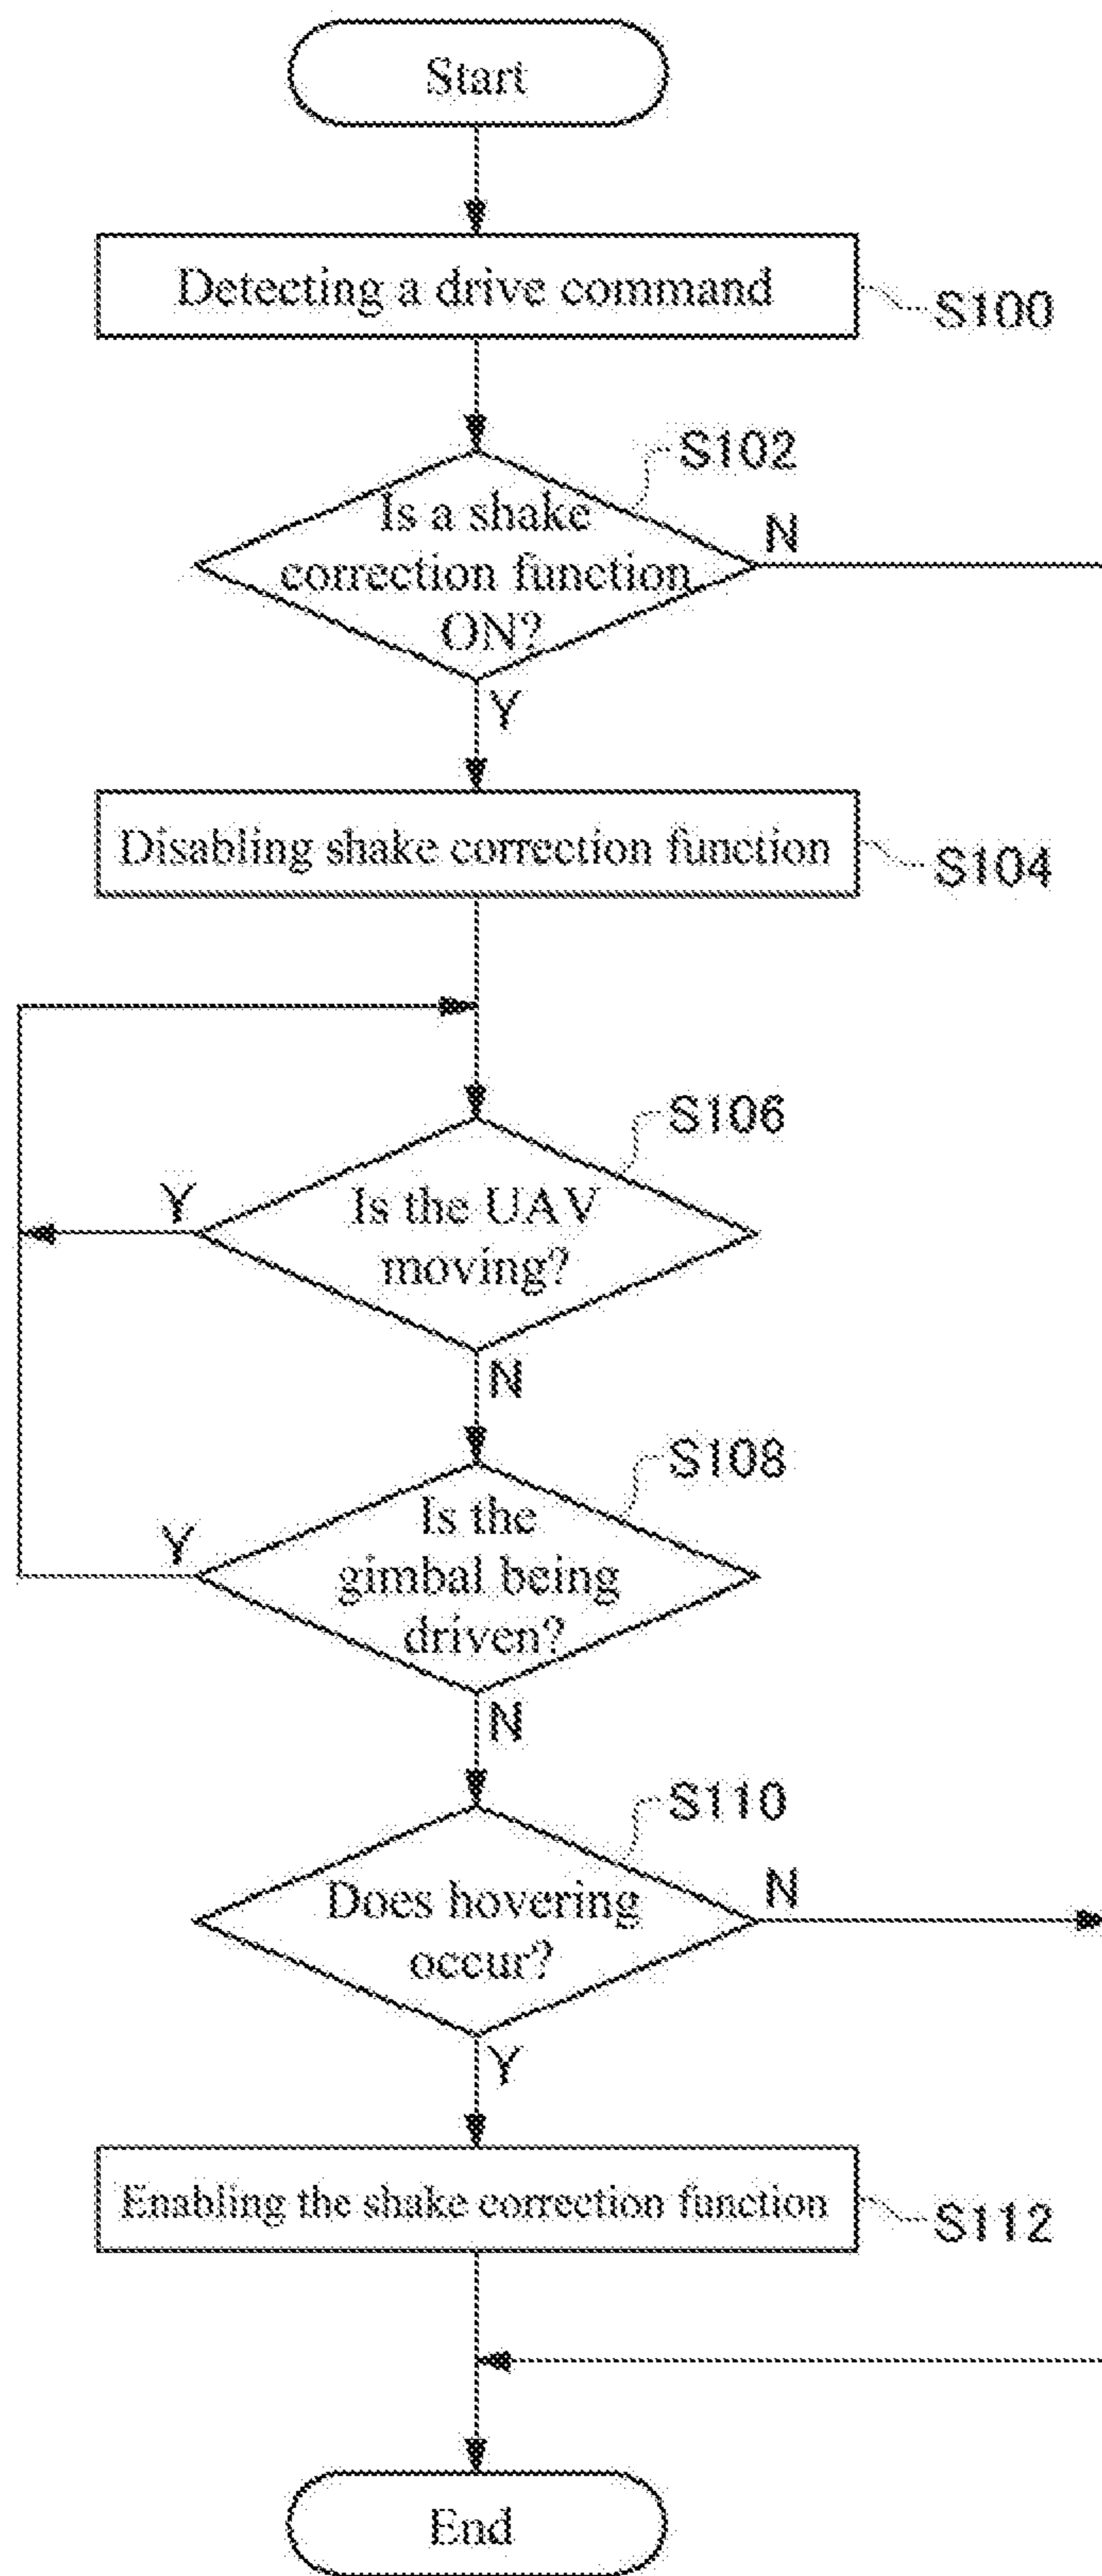 Start
Detecting a drive command
S100
S102
Is a shake
correction function
ON?
N
Y
Disabling shake correction function
S104
S106
Y
Is the UAV
moving?
N
S108
Y
Is the
gimbal being
driven?
N
S110
N
Does hovering
occur?
Y
Enabling the shake correction function
S112
End